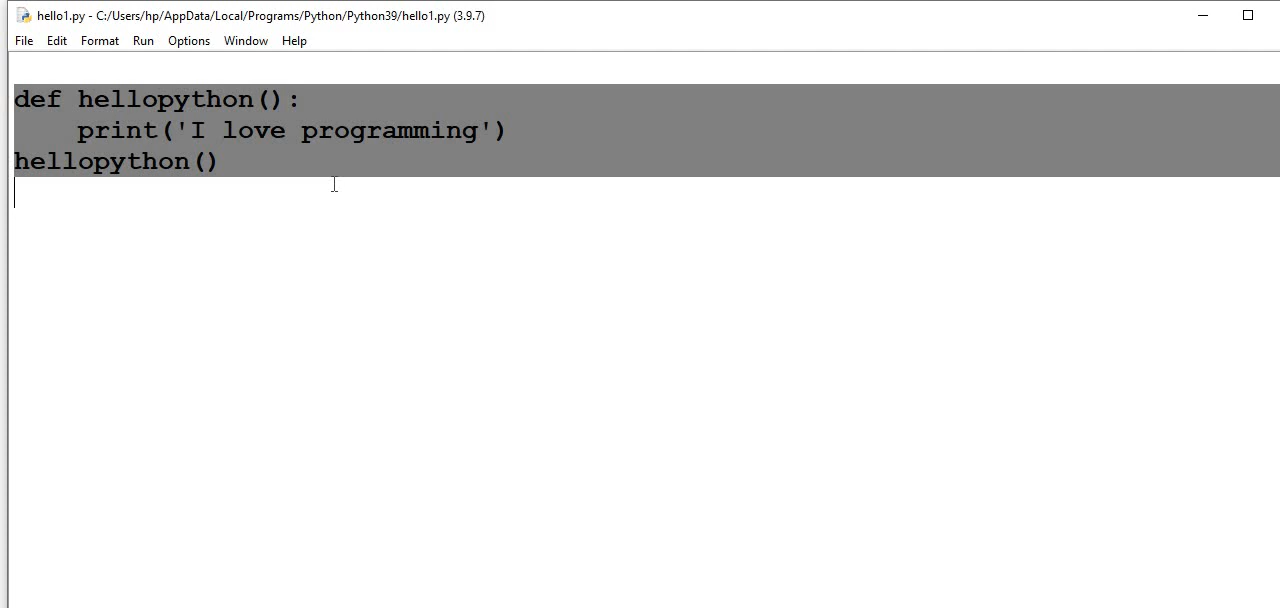 hello1.py - C:/Users/hp/AppData/Local/Programs/Python/Python39/hello1.py (3.9.7)
File Edit Format Run Options Window Help
def hellopython():
    print('I love programming')
hellopython()